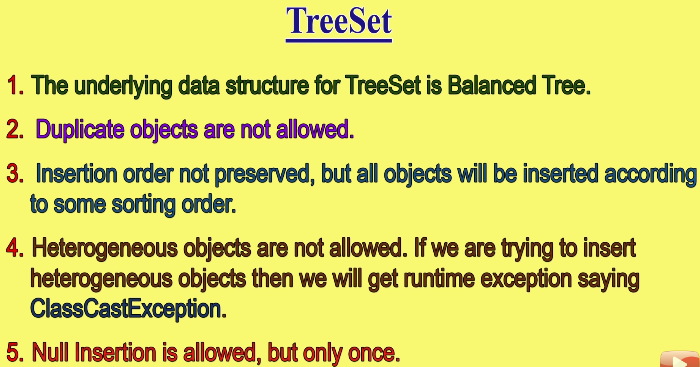 TreeSet
1. The underlying data structure for TreeSet is Balanced Tree.
2. Duplicate objects are not allowed.
3. Insertion order not preserved, but all objects will be inserted according
to some sorting order.
4. Heterogeneous objects are not allowed. If we are trying to insert
heterogeneous objects then we will get runtime exception saying
ClassCastException.
5. Null Insertion is allowed, but only once.